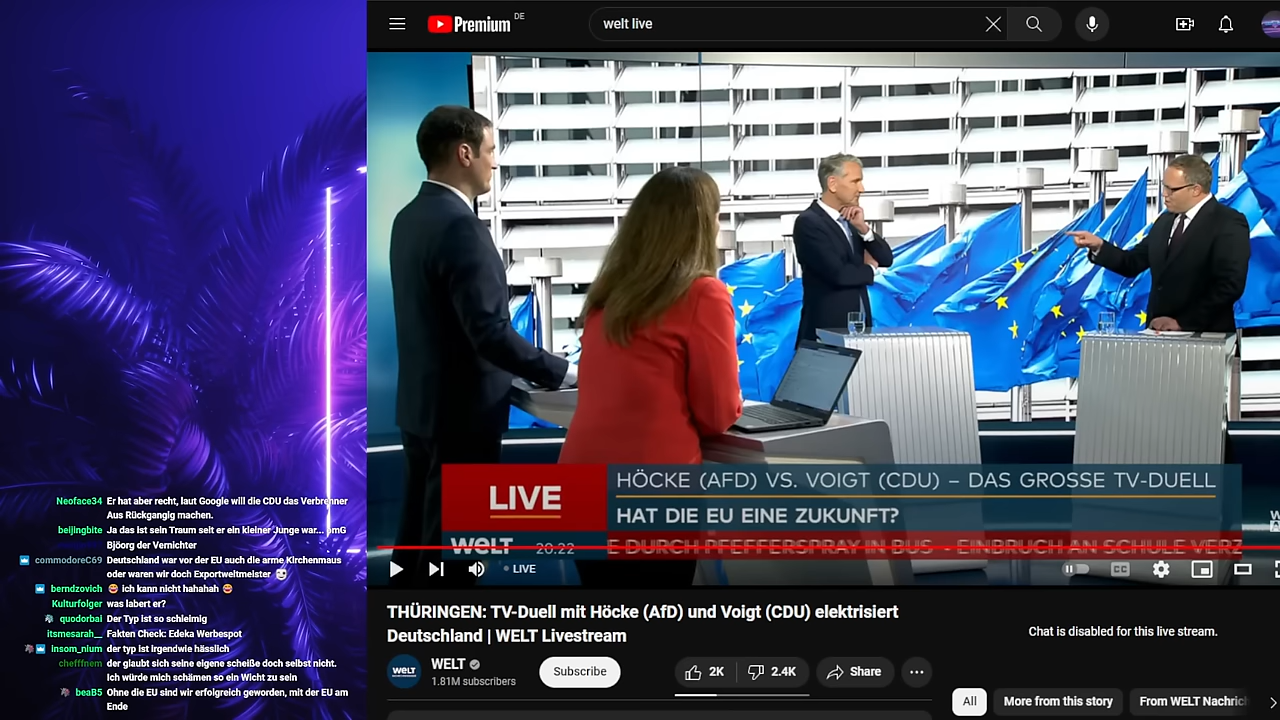 Premium DE
welt live
HÖCKE (AFD) VS. VOIGT (CDU) – DAS GROSSE TV-DUELL
LIVE
HAT DIE EU EINE ZUKUNFT?
WELT 20:22 E DURCH PFEFFERSPRAY IN BUS - EINBRUCH AN SCHULE VERZ
LIVE
CC
THÜRINGEN: TV-Duell mit Höcke (AfD) und Voigt (CDU) elektrisiert
Deutschland | WELT Livestream
Chat is disabled for this live stream.
WELT
WELT
1.81M subscribers
Subscribe
2K
2.4K
Share
All
More from this story
From WELT Nachric
Neoface34 Er hat aber recht, laut Google will die CDU das Verbrenner
Aus Rückgängig machen.
beijingbite Ja das ist sein Traum seit er ein kleiner Junge war... omG
Björg der Vernichter
commodoreC69 Deutschland war vor der EU auch die arme Kirchenmaus
oder waren wir doch Exportweltmeister
berndzovich ich kann nicht hahahah
Kulturfolger was labert er?
quodorbai Der Typ ist so schleimig
itsmesarah__ Fakten Check: Edeka Werbespot
insom_nium der typ ist irgendwie hässlich
chefffnem der glaubt sich seine eigene scheiße doch selbst nicht.
Ich würde mich schämen so ein Wicht zu sein
beaB5 Ohne die EU sind wir erfolgreich geworden, mit der EU am
Ende